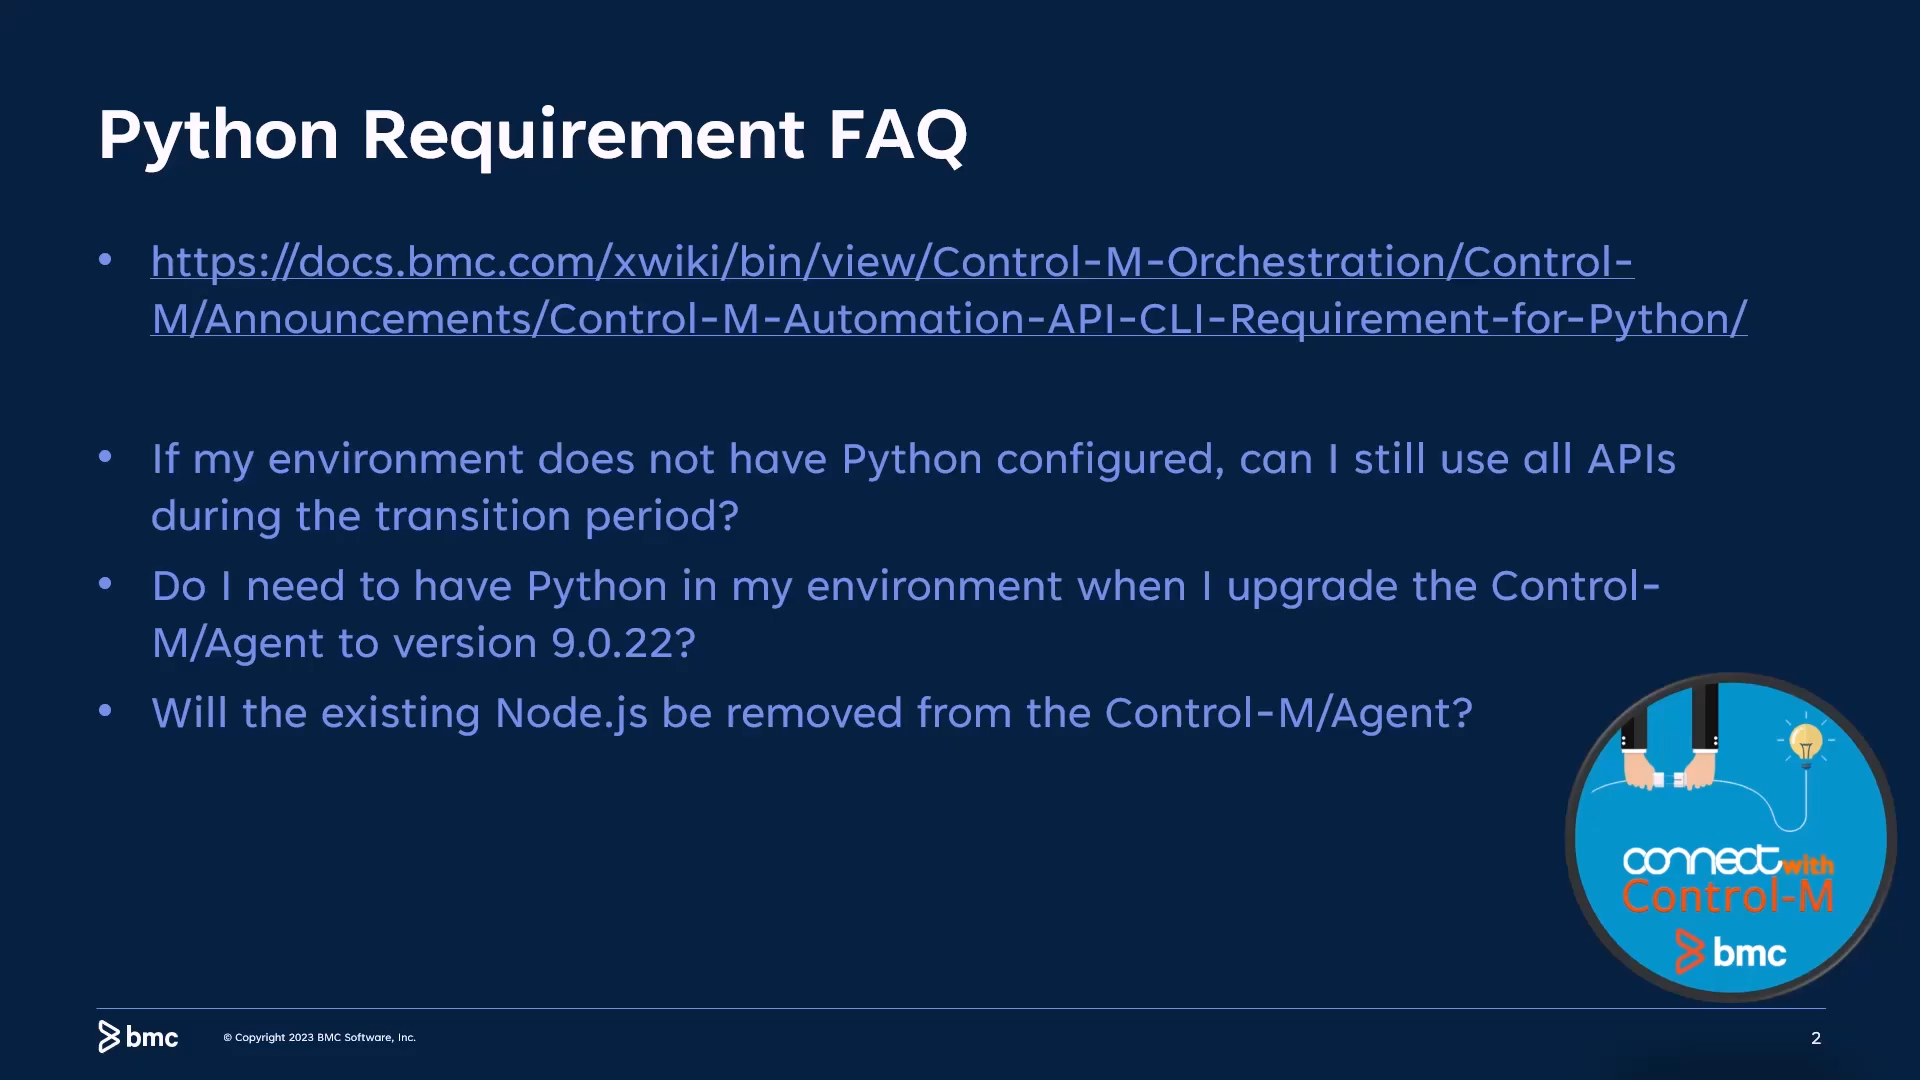 Python Requirement FAQ
• https://docs.bmc.com/xwiki/bin/view/Control-M-Orchestration/Control-
M/Announcements/Control-M-Automation-API-CLI-Requirement-for-Python/
• If my environment does not have Python configured, can I still use all APIs
during the transition period?
• Do I need to have Python in my environment when I upgrade the Control-
M/Agent to version 9.0.22?
• Will the existing Node.js be removed from the Control-M/Agent?
connect with
Control-M
bmc
bmc
© Copyright 2023 BMC Software, Inc.
2